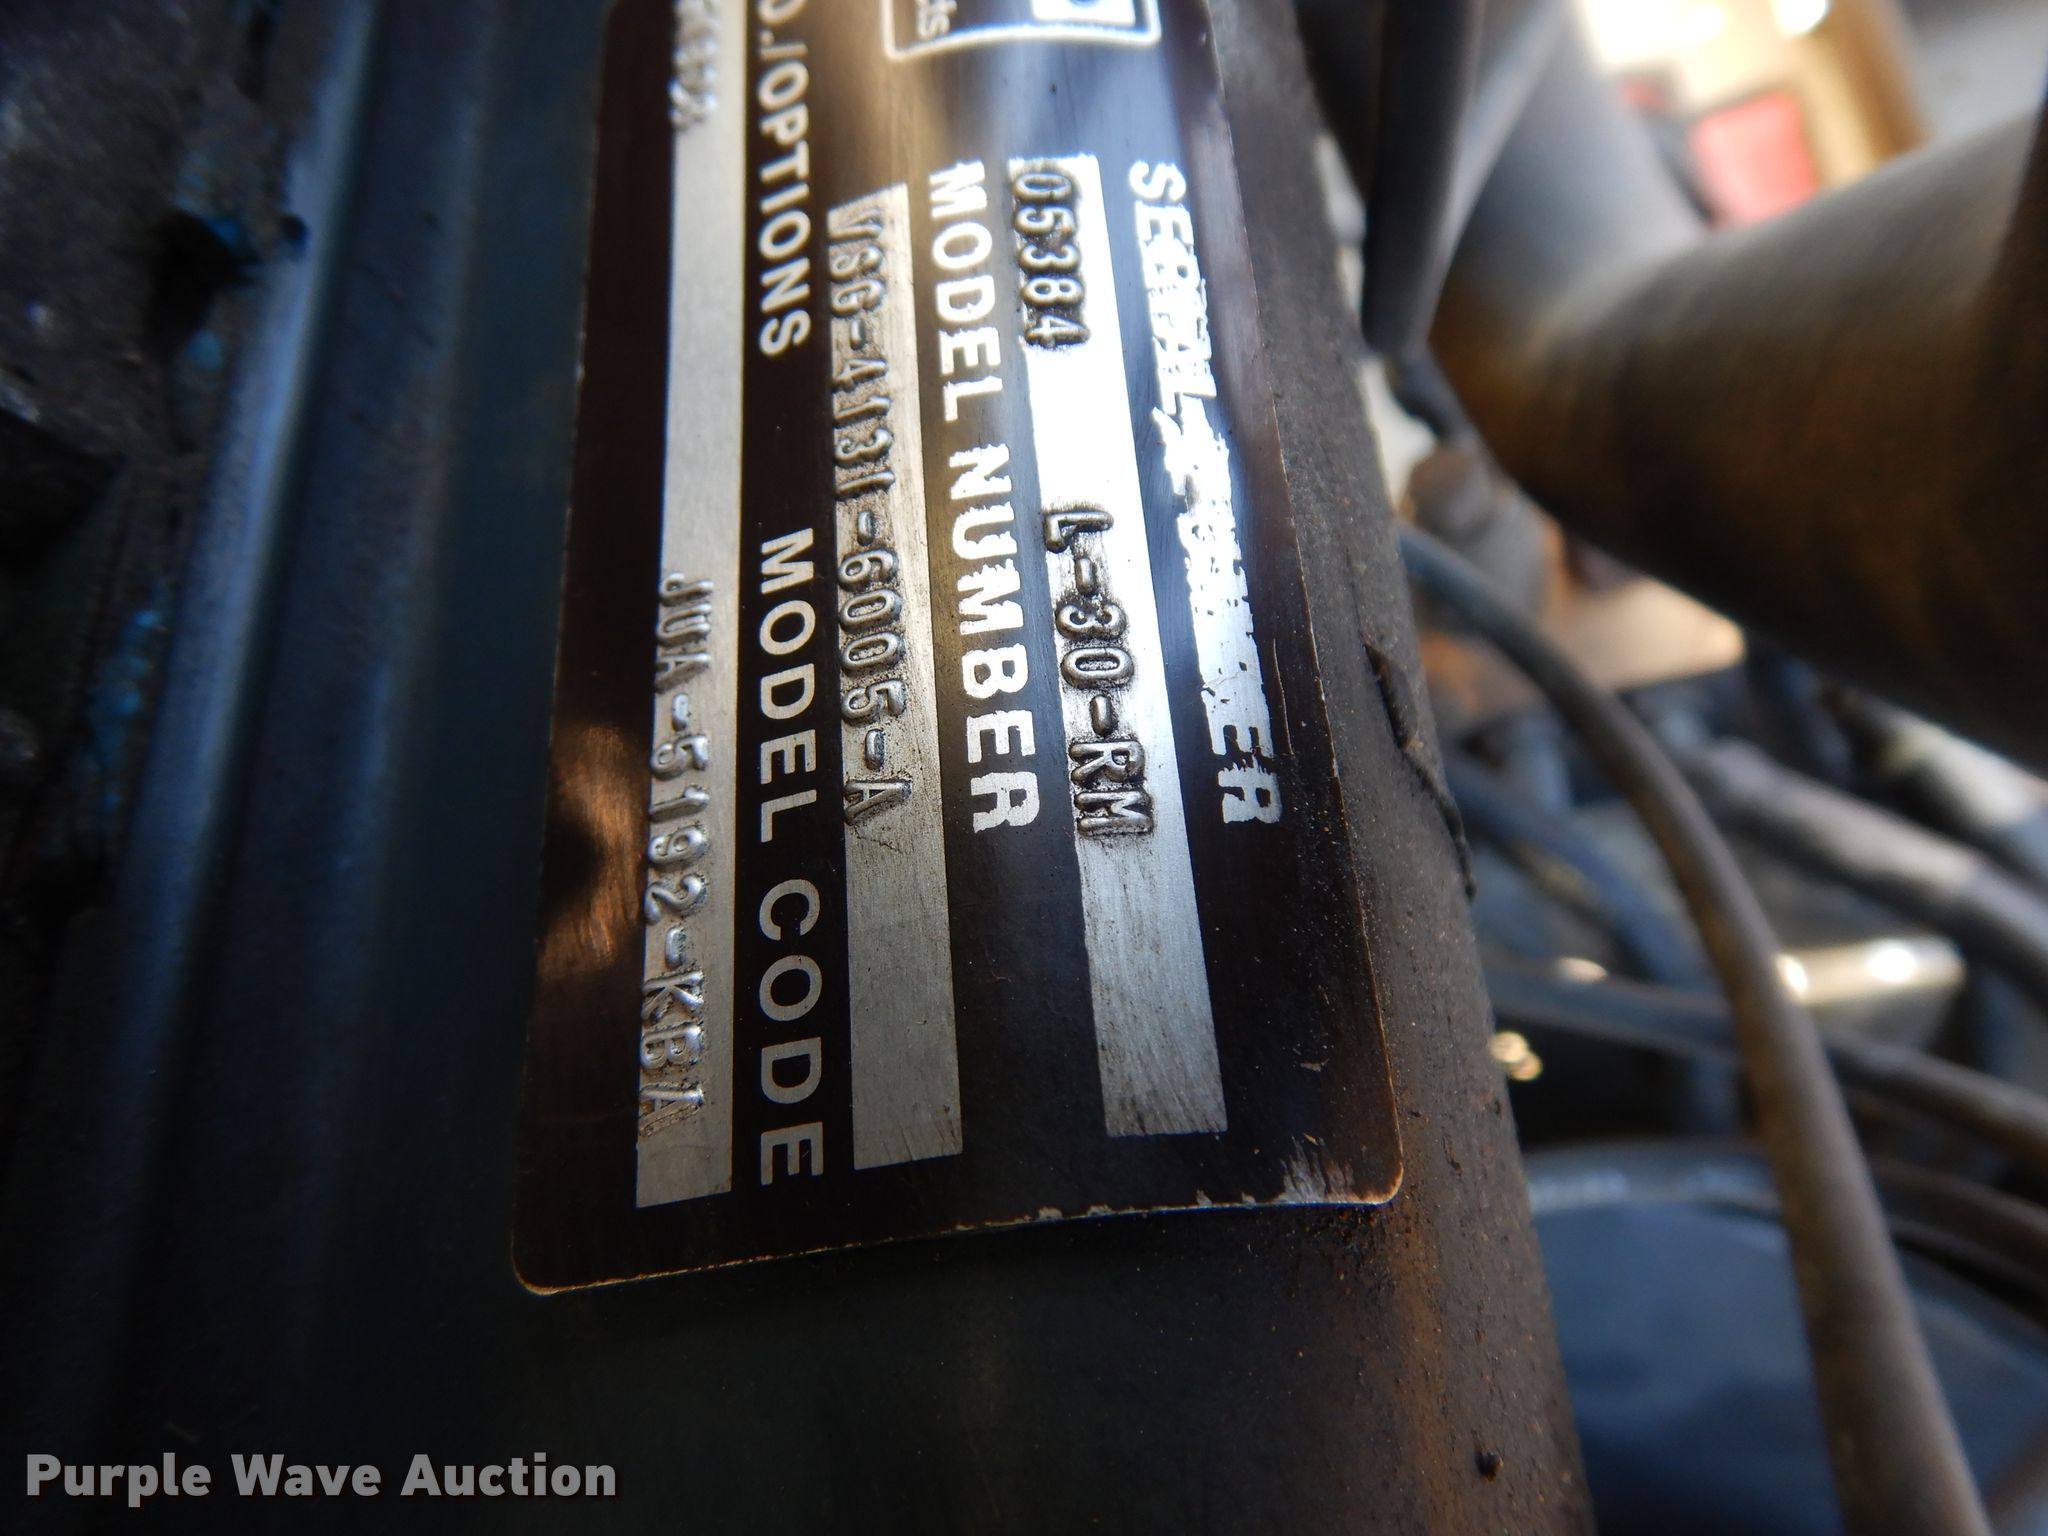 SERIAL NUMBER
05384 L-30-RM
MODEL NUMBER
VSG-413I-6005-A
O./OPTIONS MODEL CODE
JUA-5192-KBA
Purple Wave Auction